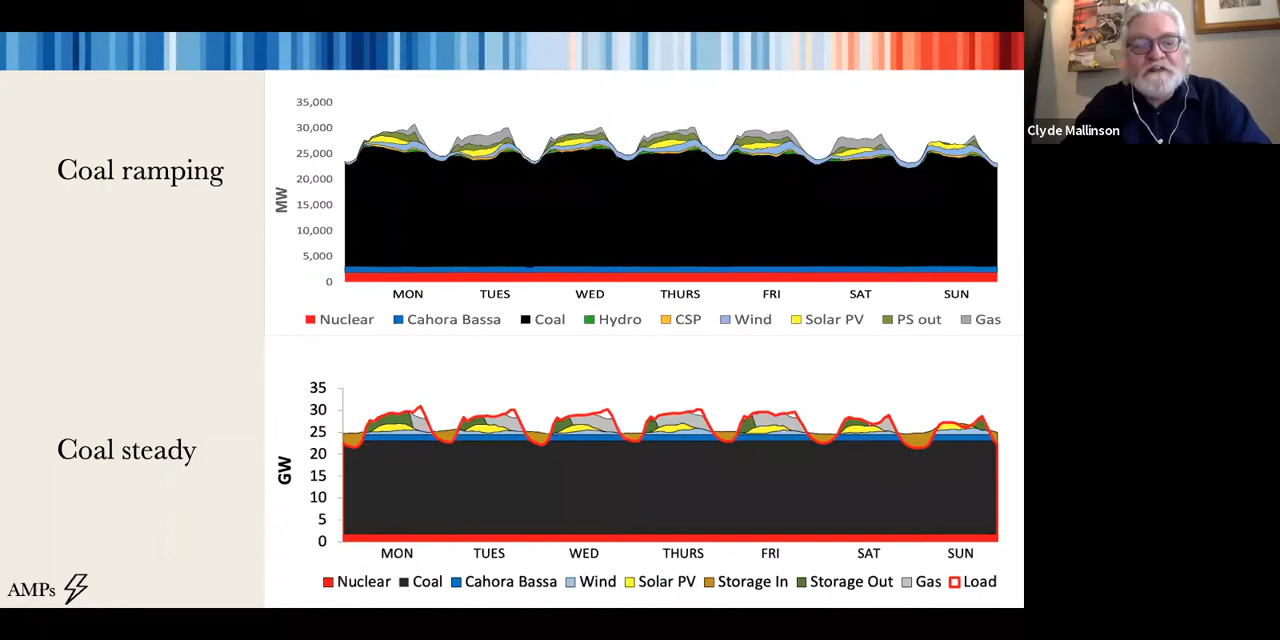 Clyde Mallinson
Coal ramping
MW
35,000
30,000
25,000
20,000
15,000
10,000
5,000
0
MON TUES WED THURS FRI SAT SUN
Nuclear Cahora Bassa Coal Hydro CSP Wind Solar PV PS out Gas
Coal steady
GW
35
30
25
20
15
10
5
0
MON TUES WED THURS FRI SAT SUN
Nuclear Coal Cahora Bassa Wind Solar PV Storage In Storage Out Gas Load
AMPs